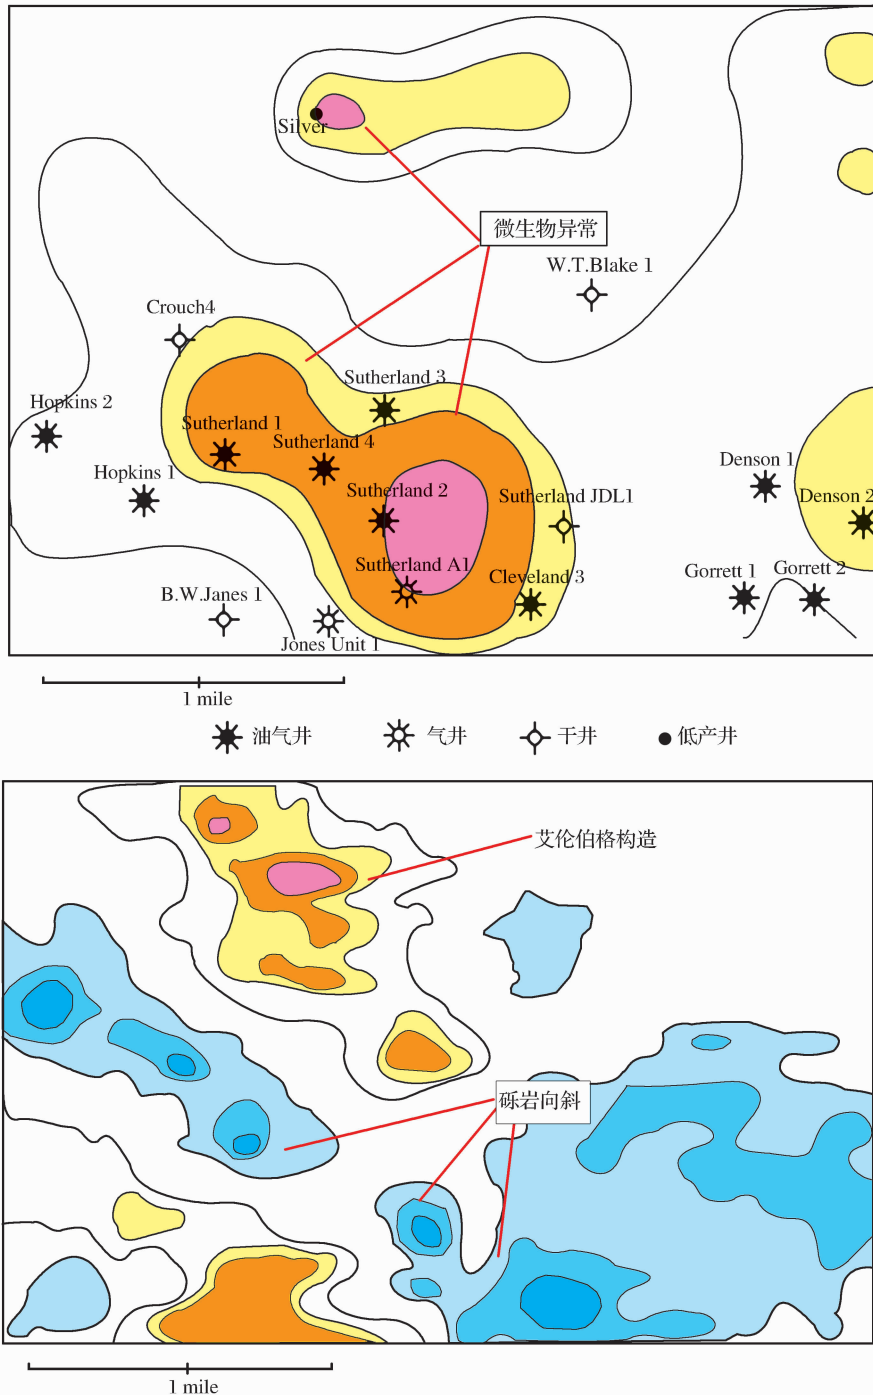 Silver
微生物异常
W.T.Blake 1
Crouch4
Sutherland 3
Hopkins 2
Sutherland 1
Sutherland 4
Denson 1
Hopkins 1
Sutherland 2
Sutherland JDL1
Denson 2
Sutherland A1
Cleveland 3
Gorrett 1
Gorrett 2
B.W.Janes 1
Jones Unit 1
1 mile
油气井
气井
干井
低产井
艾伦伯格构造
砾岩向斜
1 mile